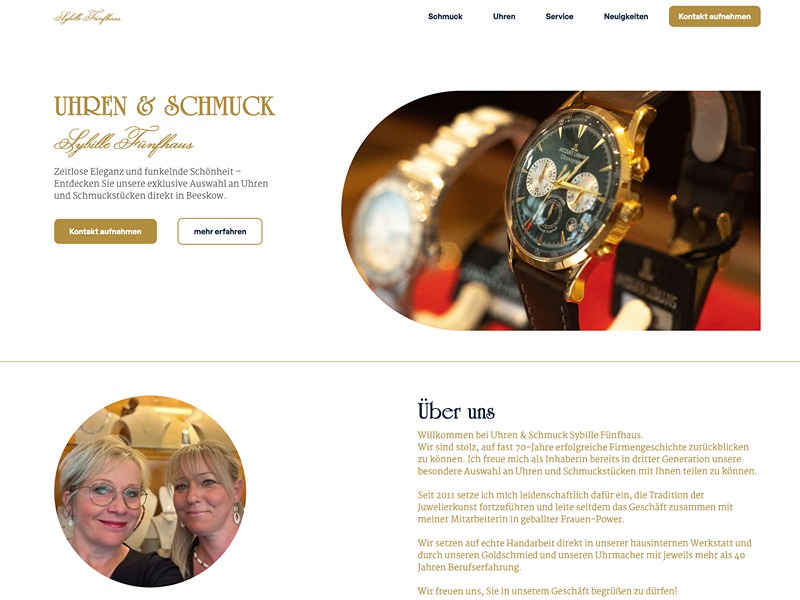 Sybille Fünfhaus
Schmuck
Uhren
Service
Neuigkeiten
Kontakt aufnehmen
UHREN & SCHMUCK
Sybille Fünfhaus
Zeitlose Eleganz und funkelnde Schönheit –
Entdecken Sie unsere exklusive Auswahl an Uhren
und Schmuckstücken direkt in Beeskow.
Kontakt aufnehmen
mehr erfahren
JACQUES LEMANS
JACQUES LEMANS
Über uns
Willkommen bei Uhren & Schmuck Sybille Fünfhaus.
Wir sind stolz, auf fast 70-Jahre erfolgreiche Firmengeschichte zurückblicken
zu können. Ich freue mich als Inhaberin bereits in dritter Generation unsere
besondere Auswahl an Uhren und Schmuckstücken mit Ihnen teilen zu können.
Seit 2011 setze ich mich leidenschaftlich dafür ein, die Tradition der
Juwelierkunst fortzuführen und leite seitdem das Geschäft zusammen mit
meiner Mitarbeiterin in geballter Frauen-Power.
Wir setzen auf echte Handarbeit direkt in unserer hausinternen Werkstatt und
durch unseren Goldschmied und unseren Uhrmacher mit jeweils mehr als 40
Jahren Berufserfahrung.
Wir freuen uns, Sie in unserem Geschäft begrüßen zu dürfen!